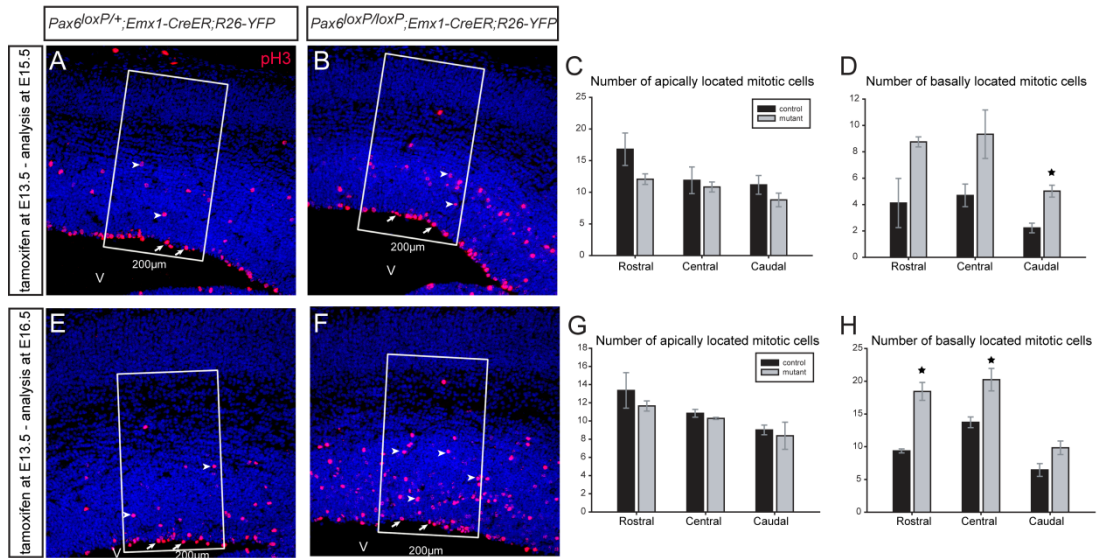 Pax6loxP/+;Emx1-CreER;R26-YFP
Pax6loxP/loxP;Emx1-CreER;R26-YFP
tamoxifen at E13.5 - analysis at E15.5
A
pH3
200µm
V
B
200µm
V
C
Number of apically located mitotic cells
control
mutant
25
20
15
10
5
0
Rostral Central Caudal
D
Number of basally located mitotic cells
12
10
8
6
4
2
0
Rostral Central Caudal
tamoxifen at E13.5 - analysis at E16.5
E
V
200µm
F
V
200µm
G
Number of apically located mitotic cells
control
mutant
18
16
14
12
10
8
6
4
2
0
Rostral Central Caudal
H
Number of basally located mitotic cells
25
20
15
10
5
0
Rostral Central Caudal